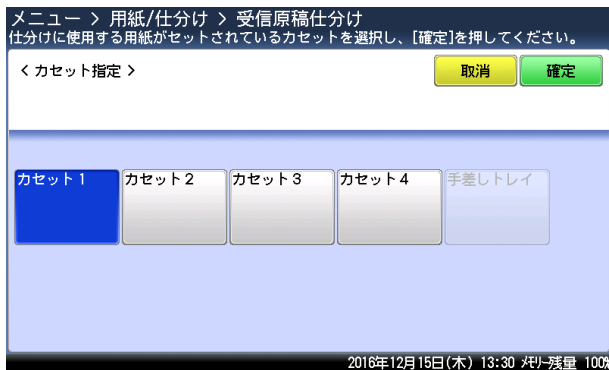 メニュー > 用紙/仕分け > 受信原稿仕分け
仕分けに使用する用紙がセットされているカセットを選択し、[確定]を押してください。
<カセット指定>
取消
確定
カセット1
カセット2
カセット3
カセット4
手差しトレイ
2016年12月15日(木) 13:30 メモリー残量 100%